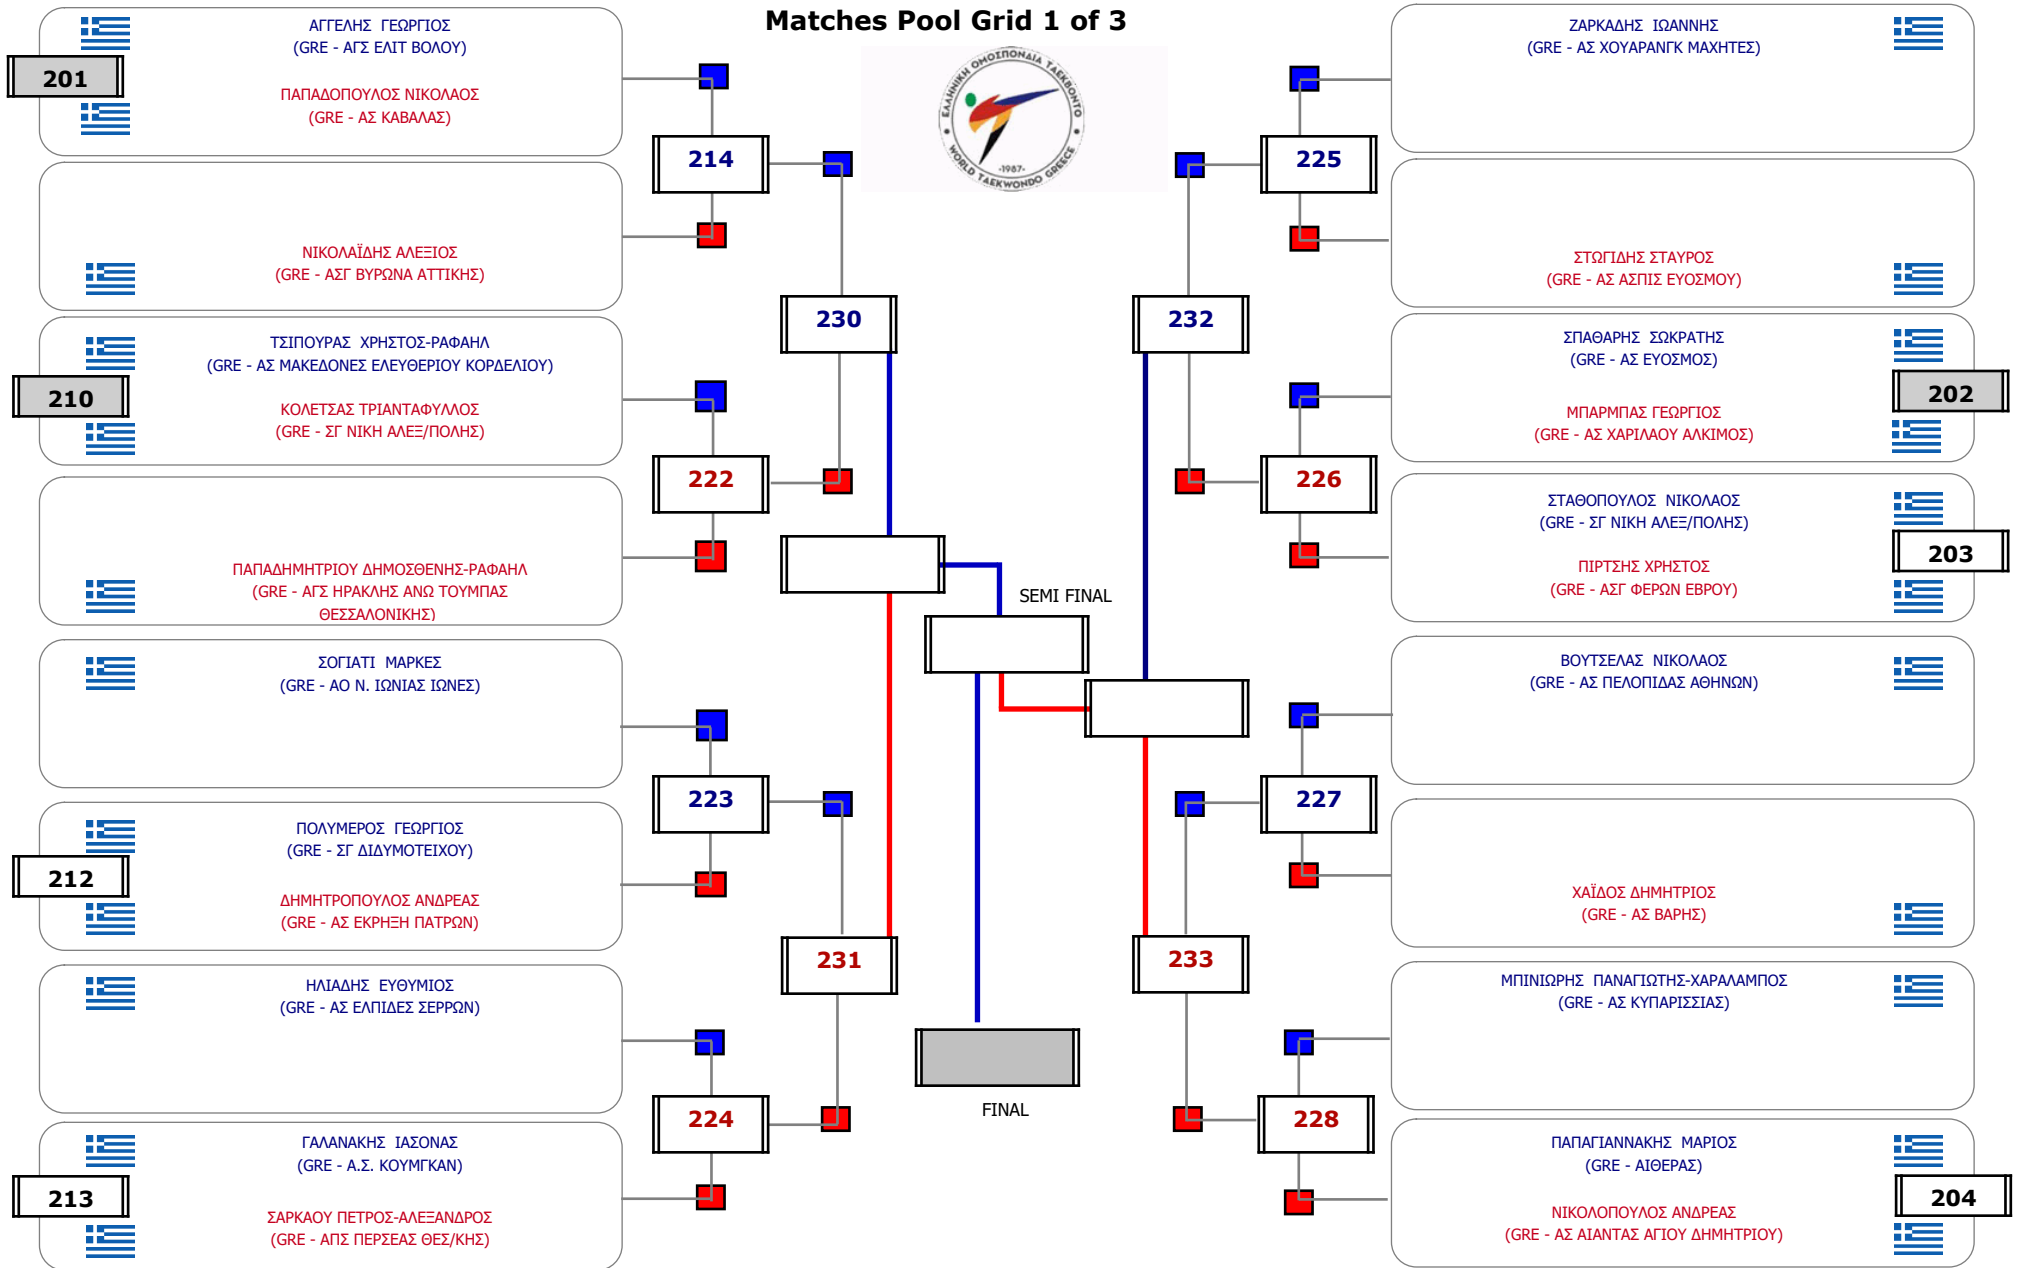 Matches Pool Grid 1 of 3
ΕΛΛΗΝΙΚΗ ΟΜΟΣΠΟΝΔΙΑ ΤΑΕΚΒΟΝΤΟ
WORLD TAEKWONDO GREECE
-1987-
ΑΓΓΕΛΗΣ ΓΕΩΡΓΙΟΣ
(GRE - ΑΓΣ ΕΛΙΤ ΒΟΛΟΥ)
201
ΠΑΠΑΔΟΠΟΥΛΟΣ ΝΙΚΟΛΑΟΣ
(GRE - ΑΣ ΚΑΒΑΛΑΣ)
214
ΝΙΚΟΛΑΪΔΗΣ ΑΛΕΞΙΟΣ
(GRE - ΑΣΓ ΒΥΡΩΝΑ ΑΤΤΙΚΗΣ)
230
ΤΣΙΠΟΥΡΑΣ ΧΡΗΣΤΟΣ-ΡΑΦΑΗΛ
(GRE - ΑΣ ΜΑΚΕΔΟΝΕΣ ΕΛΕΥΘΕΡΙΟΥ ΚΟΡΔΕΛΙΟΥ)
210
ΚΟΛΕΤΣΑΣ ΤΡΙΑΝΤΑΦΥΛΛΟΣ
(GRE - ΣΓ ΝΙΚΗ ΑΛΕΞ/ΠΟΛΗΣ)
222
ΠΑΠΑΔΗΜΗΤΡΙΟΥ ΔΗΜΟΣΘΕΝΗΣ-ΡΑΦΑΗΛ
(GRE - ΑΓΣ ΗΡΑΚΛΗΣ ΑΝΩ ΤΟΥΜΠΑΣ
ΘΕΣΣΑΛΟΝΙΚΗΣ)
ΣΟΓΙΑΤΙ ΜΑΡΚΕΣ
(GRE - ΑΟ Ν. ΙΩΝΙΑΣ ΙΩΝΕΣ)
223
ΠΟΛΥΜΕΡΟΣ ΓΕΩΡΓΙΟΣ
(GRE - ΣΓ ΔΙΔΥΜΟΤΕΙΧΟΥ)
212
ΔΗΜΗΤΡΟΠΟΥΛΟΣ ΑΝΔΡΕΑΣ
(GRE - ΑΣ ΕΚΡΗΞΗ ΠΑΤΡΩΝ)
231
ΗΛΙΑΔΗΣ ΕΥΘΥΜΙΟΣ
(GRE - ΑΣ ΕΛΠΙΔΕΣ ΣΕΡΡΩΝ)
224
ΓΑΛΑΝΑΚΗΣ ΙΑΣΟΝΑΣ
(GRE - Α.Σ. ΚΟΥΜΓΚΑΝ)
213
ΣΑΡΚΑΟΥ ΠΕΤΡΟΣ-ΑΛΕΞΑΝΔΡΟΣ
(GRE - ΑΠΣ ΠΕΡΣΕΑΣ ΘΕΣ/ΚΗΣ)
SEMI FINAL
FINAL
ΖΑΡΚΑΔΗΣ ΙΩΑΝΝΗΣ
(GRE - ΑΣ ΧΟΥΑΡΑΝΓΚ ΜΑΧΗΤΕΣ)
225
ΣΤΩΓΙΔΗΣ ΣΤΑΥΡΟΣ
(GRE - ΑΣ ΑΣΠΙΣ ΕΥΟΣΜΟΥ)
232
ΣΠΑΘΑΡΗΣ ΣΩΚΡΑΤΗΣ
(GRE - ΑΣ ΕΥΟΣΜΟΣ)
202
ΜΠΑΡΜΠΑΣ ΓΕΩΡΓΙΟΣ
(GRE - ΑΣ ΧΑΡΙΛΑΟΥ ΑΛΚΙΜΟΣ)
226
ΣΤΑΘΟΠΟΥΛΟΣ ΝΙΚΟΛΑΟΣ
(GRE - ΣΓ ΝΙΚΗ ΑΛΕΞ/ΠΟΛΗΣ)
203
ΠΙΡΤΣΗΣ ΧΡΗΣΤΟΣ
(GRE - ΑΣΓ ΦΕΡΩΝ ΕΒΡΟΥ)
ΒΟΥΤΣΕΛΑΣ ΝΙΚΟΛΑΟΣ
(GRE - ΑΣ ΠΕΛΟΠΙΔΑΣ ΑΘΗΝΩΝ)
227
ΧΑΪΔΟΣ ΔΗΜΗΤΡΙΟΣ
(GRE - ΑΣ ΒΑΡΗΣ)
233
ΜΠΙΝΙΩΡΗΣ ΠΑΝΑΓΙΩΤΗΣ-ΧΑΡΑΛΑΜΠΟΣ
(GRE - ΑΣ ΚΥΠΑΡΙΣΣΙΑΣ)
228
ΠΑΠΑΓΙΑΝΝΑΚΗΣ ΜΑΡΙΟΣ
(GRE - ΑΙΘΕΡΑΣ)
204
ΝΙΚΟΛΟΠΟΥΛΟΣ ΑΝΔΡΕΑΣ
(GRE - ΑΣ ΑΙΑΝΤΑΣ ΑΓΙΟΥ ΔΗΜΗΤΡΙΟΥ)